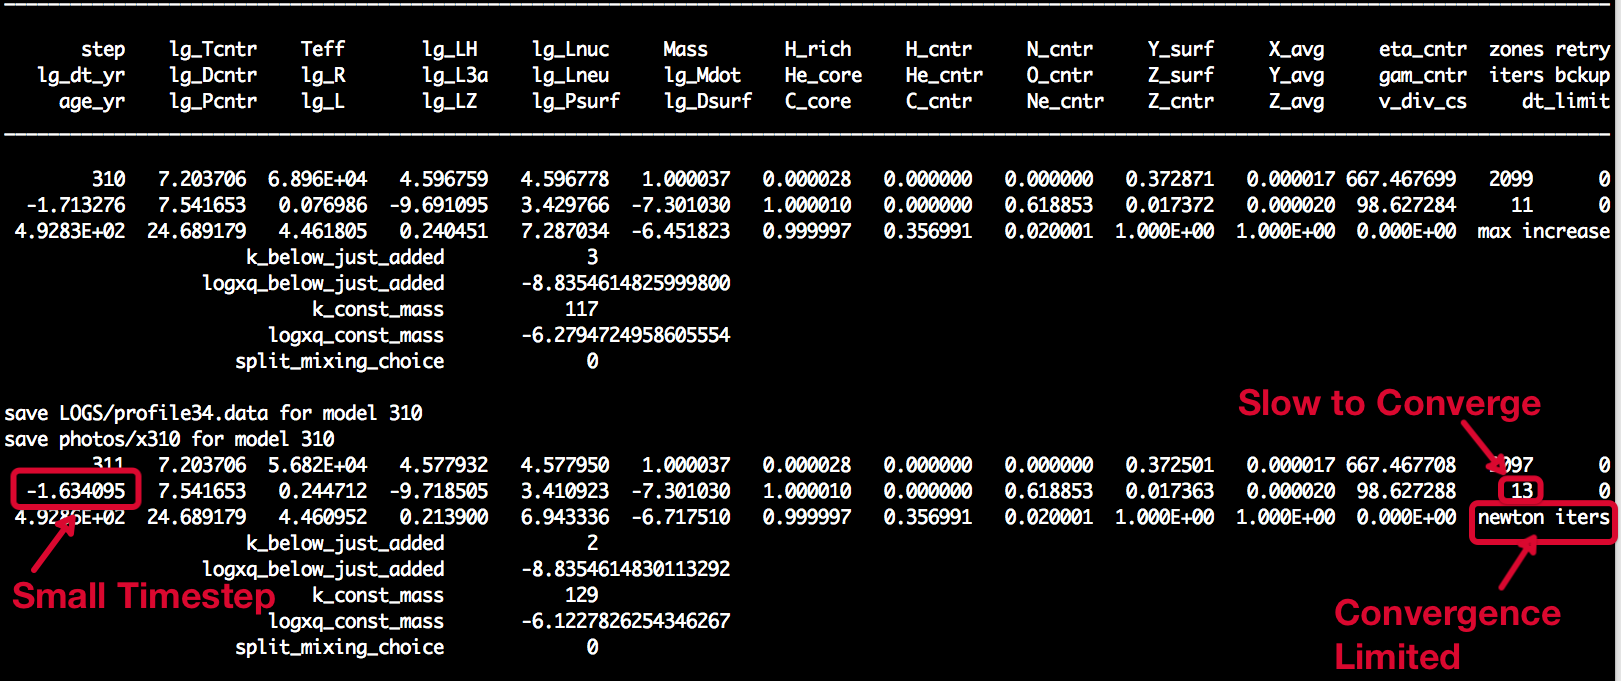 step lg_Tcntr Teff lg_LH lg_Lnuc Mass H_rich H_cntr N_cntr Y_surf X_avg eta_cntr zones retry
lg_dt_yr lg_Dcntr lg_R lg_L3a lg_Lneu lg_Mdot He_core He_cntr O_cntr Z_surf Y_avg gam_cntr iters bckup
age_yr lg_Pcntr lg_L lg_LZ lg_Psurf lg_Dsurf C_core C_cntr Ne_cntr Z_cntr Z_avg v_div_cs dt_limit
310 7.203706 6.896E+04 4.596759 4.596778 1.000037 0.000028 0.000000 0.000000 0.372871 0.000017 667.467699 2099 0
-1.713276 7.541653 0.076986 -9.691095 3.429766 -7.301030 1.000010 0.000000 0.618853 0.017372 0.000020 98.627284 11 0
4.9283E+02 24.689179 4.461805 0.240451 7.287034 -6.451823 0.999997 0.356991 0.020001 1.000E+00 1.000E+00 0.000E+00 max increase
k_below_just_added 3
logxq_below_just_added -8.8354614825999800
k_const_mass 117
logxq_const_mass -6.2794724958605554
split_mixing_choice 0
Slow to Converge
save LOGS/profile34.data for model 310
save photos/x310 for model 310
311 7.203706 5.682E+04 4.577932 4.577950 1.000037 0.000028 0.000000 0.000000 0.372501 0.000017 667.467708 2097 0
-1.634095 7.541653 0.244712 -9.718505 3.410923 -7.301030 1.000010 0.000000 0.618853 0.017363 0.000020 98.627288 13 0
4.9286E+02 24.689179 4.460952 0.213900 6.943336 -6.717510 0.999997 0.356991 0.020001 1.000E+00 1.000E+00 0.000E+00 newton iters
k_below_just_added 2
logxq_below_just_added -8.8354614830113292
Small Timestep
k_const_mass 129
logxq_const_mass -6.1227826254346267
split_mixing_choice 0
Convergence
Limited